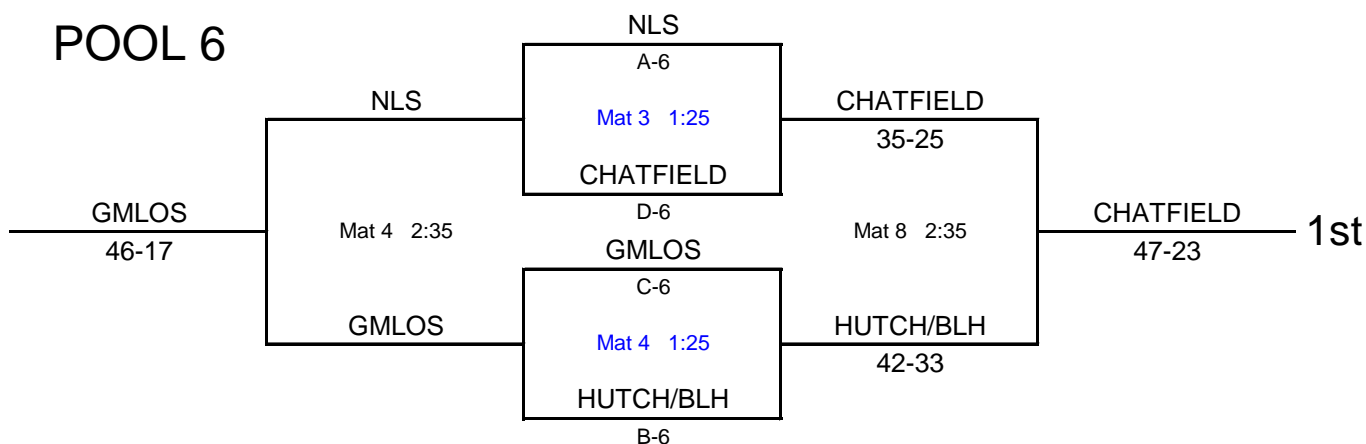 POOL 6
NLS
A-6
NLS
Mat 3 1:25
CHATFIELD
35-25
CHATFIELD
D-6
GMLOS
46-17
Mat 4 2:35
Mat 8 2:35
CHATFIELD
47-23
1st
GMLOS
C-6
GMLOS
Mat 4 1:25
HUTCH/BLH
42-33
HUTCH/BLH
B-6